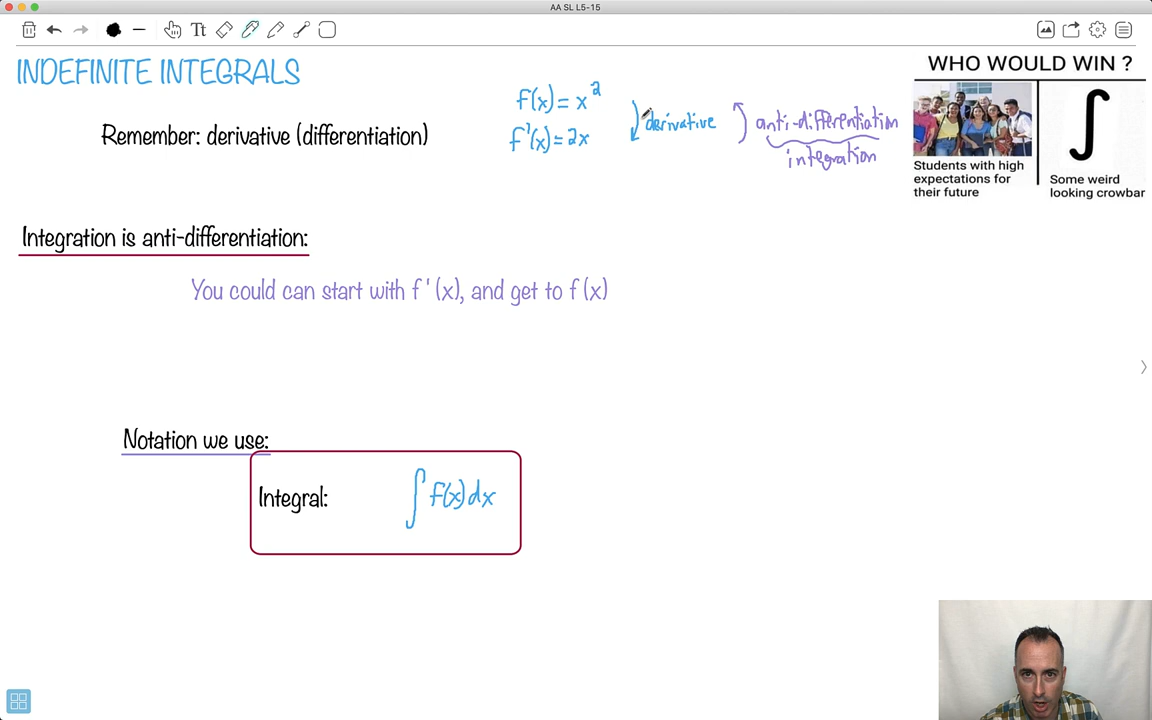 AA SL L5-15
Tt
INDEFINITE INTEGRALS
f(x) = x²
f'(x) = 2x
derivative
anti-differentiation
integration
Remember: derivative (differentiation)
WHO WOULD WIN ?
Students with high
expectations for
their future
∫
Some weird
looking crowbar
Integration is anti-differentiation:
You could can start with f ' (x), and get to f (x)
Notation we use:
Integral: ∫ f(x) dx